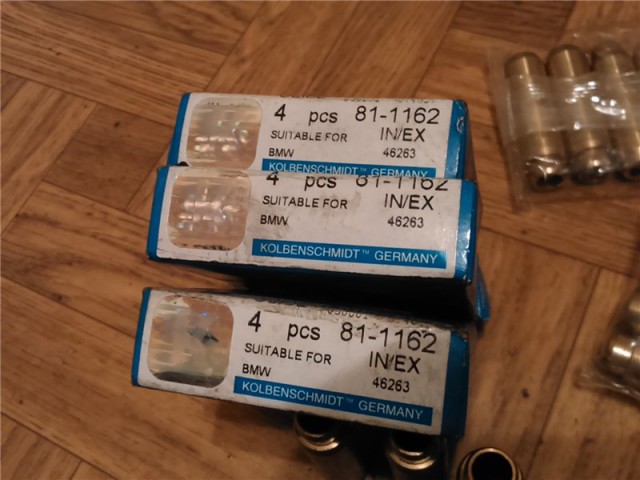 4 pcs 81-1162
SUITABLE FOR IN/EX
BMW 46263
KOLBENSCHMIDT™ GERMANY
4 pcs 81-1162
SUITABLE FOR IN/EX
BMW 46263
KOLBENSCHMIDT™ GERMANY
4 pcs 81-1162
SUITABLE FOR IN/EX
BMW 46263
KOLBENSCHMIDT™ GERMANY